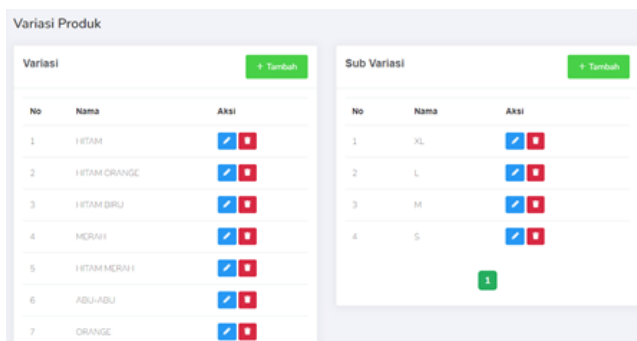 Variasi Produk
Variasi
+ Tambah
No Nama Aksi
1 HITAM
2 HITAM ORANGE
3 HITAM BIRU
4 MERAH
5 HITAM MERAH
6 ABU-ABU
7 ORANGE
Sub Variasi
+ Tambah
No Nama Aksi
1 XL
2 L
3 M
4 S
1